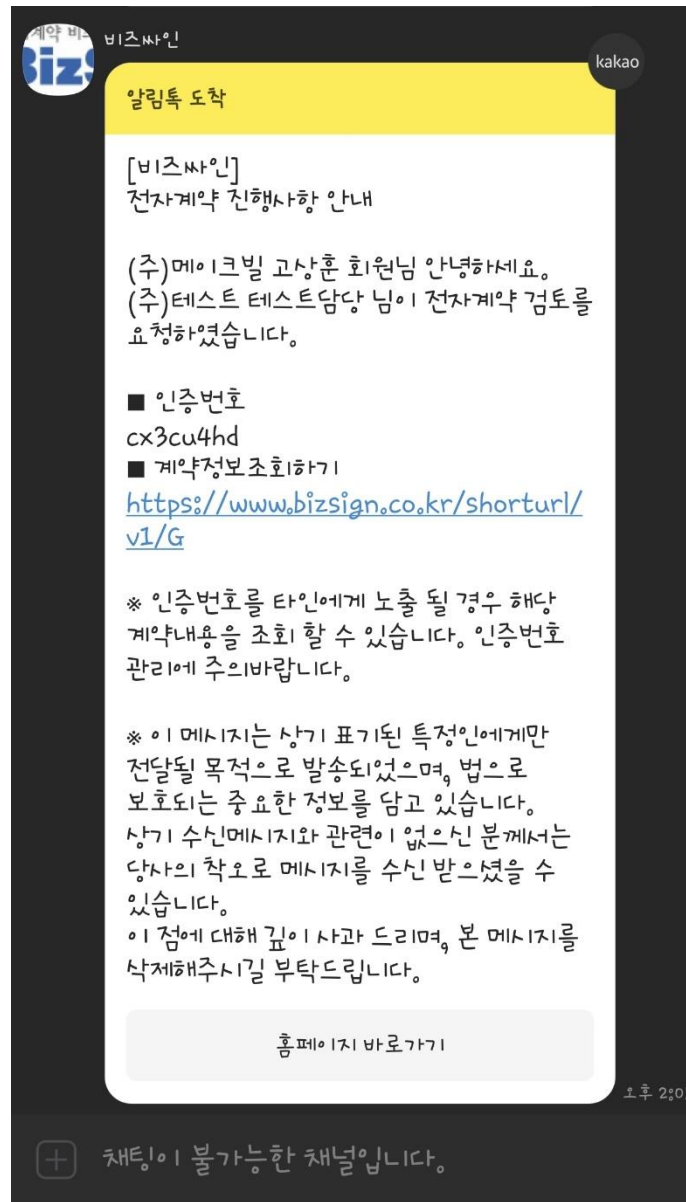 계약 비즈
BizS
비즈싸인
kakao
알림톡 도착
[비즈싸인]
전자계약 진행사항 안내
(주)메이크빌 고상훈 회원님 안녕하세요.
(주)테스트 테스트담당 님이 전자계약 검토를
요청하였습니다.
■ 인증번호
cx3cu4hd
■ 계약정보조회하기
https://www.bizsign.co.kr/shorturl/
v1/G
※ 인증번호를 타인에게 노출 될 경우 해당
계약내용을 조회 할 수 있습니다. 인증번호
관리에 주의바랍니다.
※ 이 메시지는 상기 표기된 특정인에게만
전달될 목적으로 발송되었으며, 법으로
보호되는 중요한 정보를 담고 있습니다.
상기 수신메시지와 관련이 없으신 분께서는
당사의 착오로 메시지를 수신 받으셨을 수
있습니다.
이 점에 대해 깊이 사과 드리며, 본 메시지를
삭제해주시길 부탁드립니다.
홈페이지 바로가기
오후 2:0
채팅이 불가능한 채널입니다.